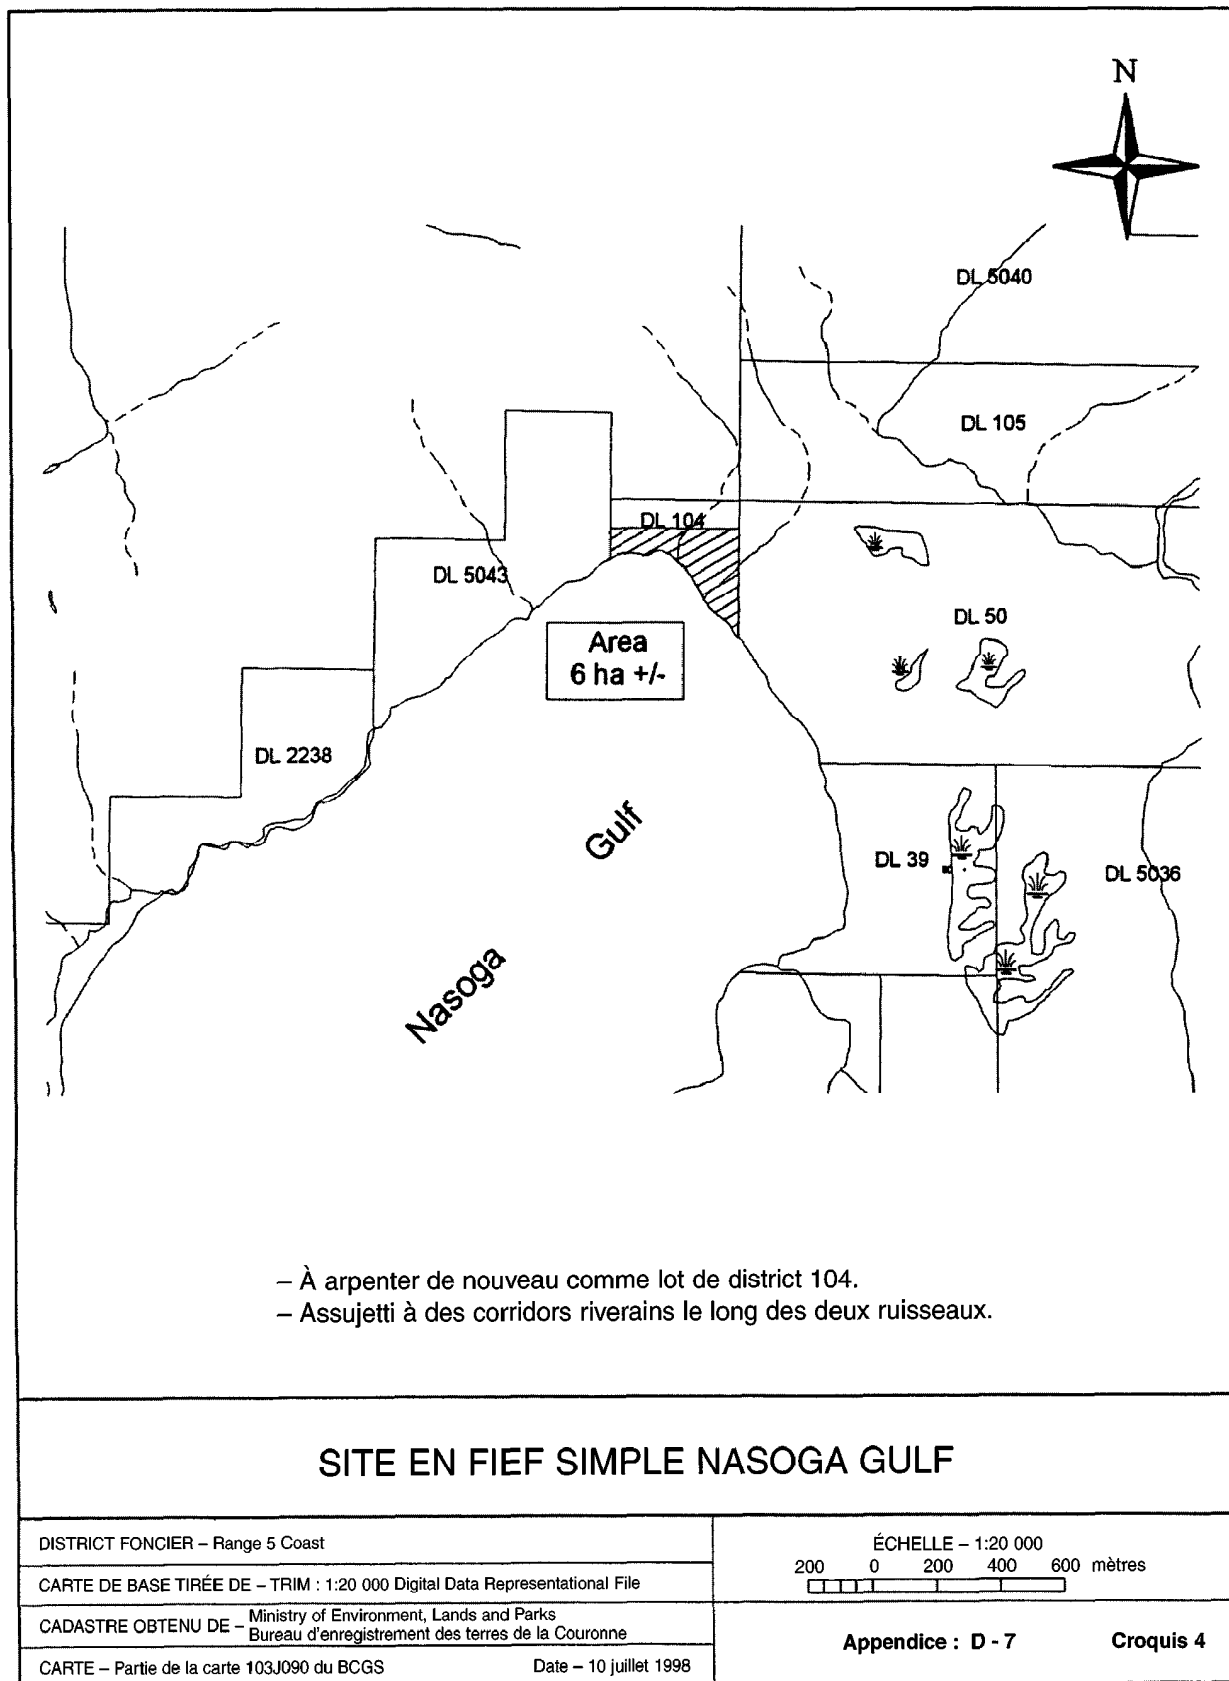 N
DL 5040
DL 105
DL 104
DL 5043
DL 50
Area
6 ha +/-
DL 2238
Gulf
DL 39
DL 5036
Nasoga
– À arpenter de nouveau comme lot de district 104.
– Assujetti à des corridors riverains le long des deux ruisseaux.
SITE EN FIEF SIMPLE NASOGA GULF
DISTRICT FONCIER – Range 5 Coast
CARTE DE BASE TIRÉE DE – TRIM : 1:20 000 Digital Data Representational File
CADASTRE OBTENU DE – Ministry of Environment, Lands and Parks
Bureau d'enregistrement des terres de la Couronne
CARTE – Partie de la carte 103J090 du BCGS Date – 10 juillet 1998
ÉCHELLE – 1:20 000
200 0 200 400 600 mètres
Appendice : D - 7 Croquis 4